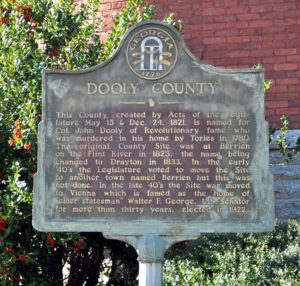 GEORGIA
1776
DOOLY COUNTY
This County, created by Acts of the Legis-
lature May 15 & Dec. 24, 1821, is named for
Col. John Dooly of Revolutionary fame who
was murdered in his home by Tories in 1780.
The original County Site was at Berrien
on the Flint River in 1823, the name being
changed to Drayton in 1833. In the early
'40's the Legislature voted to move the Site
to another town named Berrien but this was
not done. In the late '40's the Site was moved
to Vienna which is famed as the home of
"elder statesman" Walter F. George, U.S. Senator
for more than thirty years, elected in 1922.